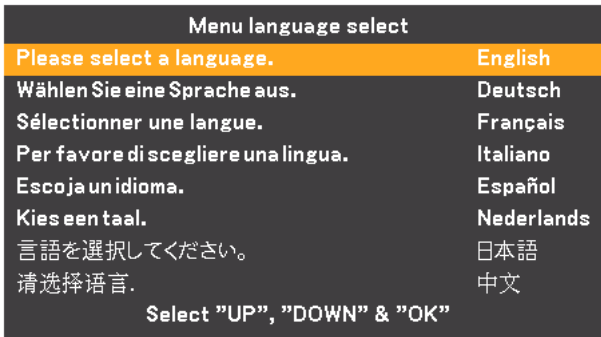 Menu language select
Please select a language. English
Wählen Sie eine Sprache aus. Deutsch
Sélectionner une langue. Français
Per favore di scegliere una lingua. Italiano
Escoja un idioma. Español
Kies een taal. Nederlands
言語を選択してください。 日本語
请选择语言. 中文
Select "UP", "DOWN" & "OK"